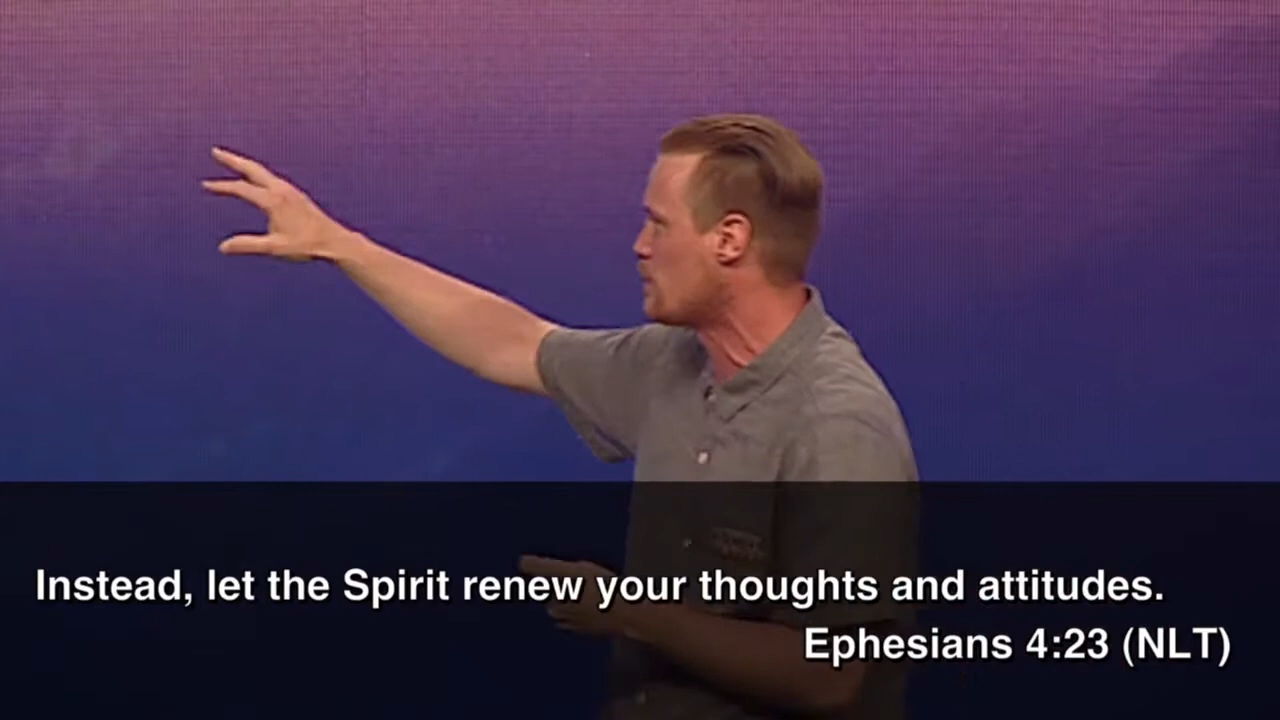 Instead, let the Spirit renew your thoughts and attitudes.
Ephesians 4:23 (NLT)